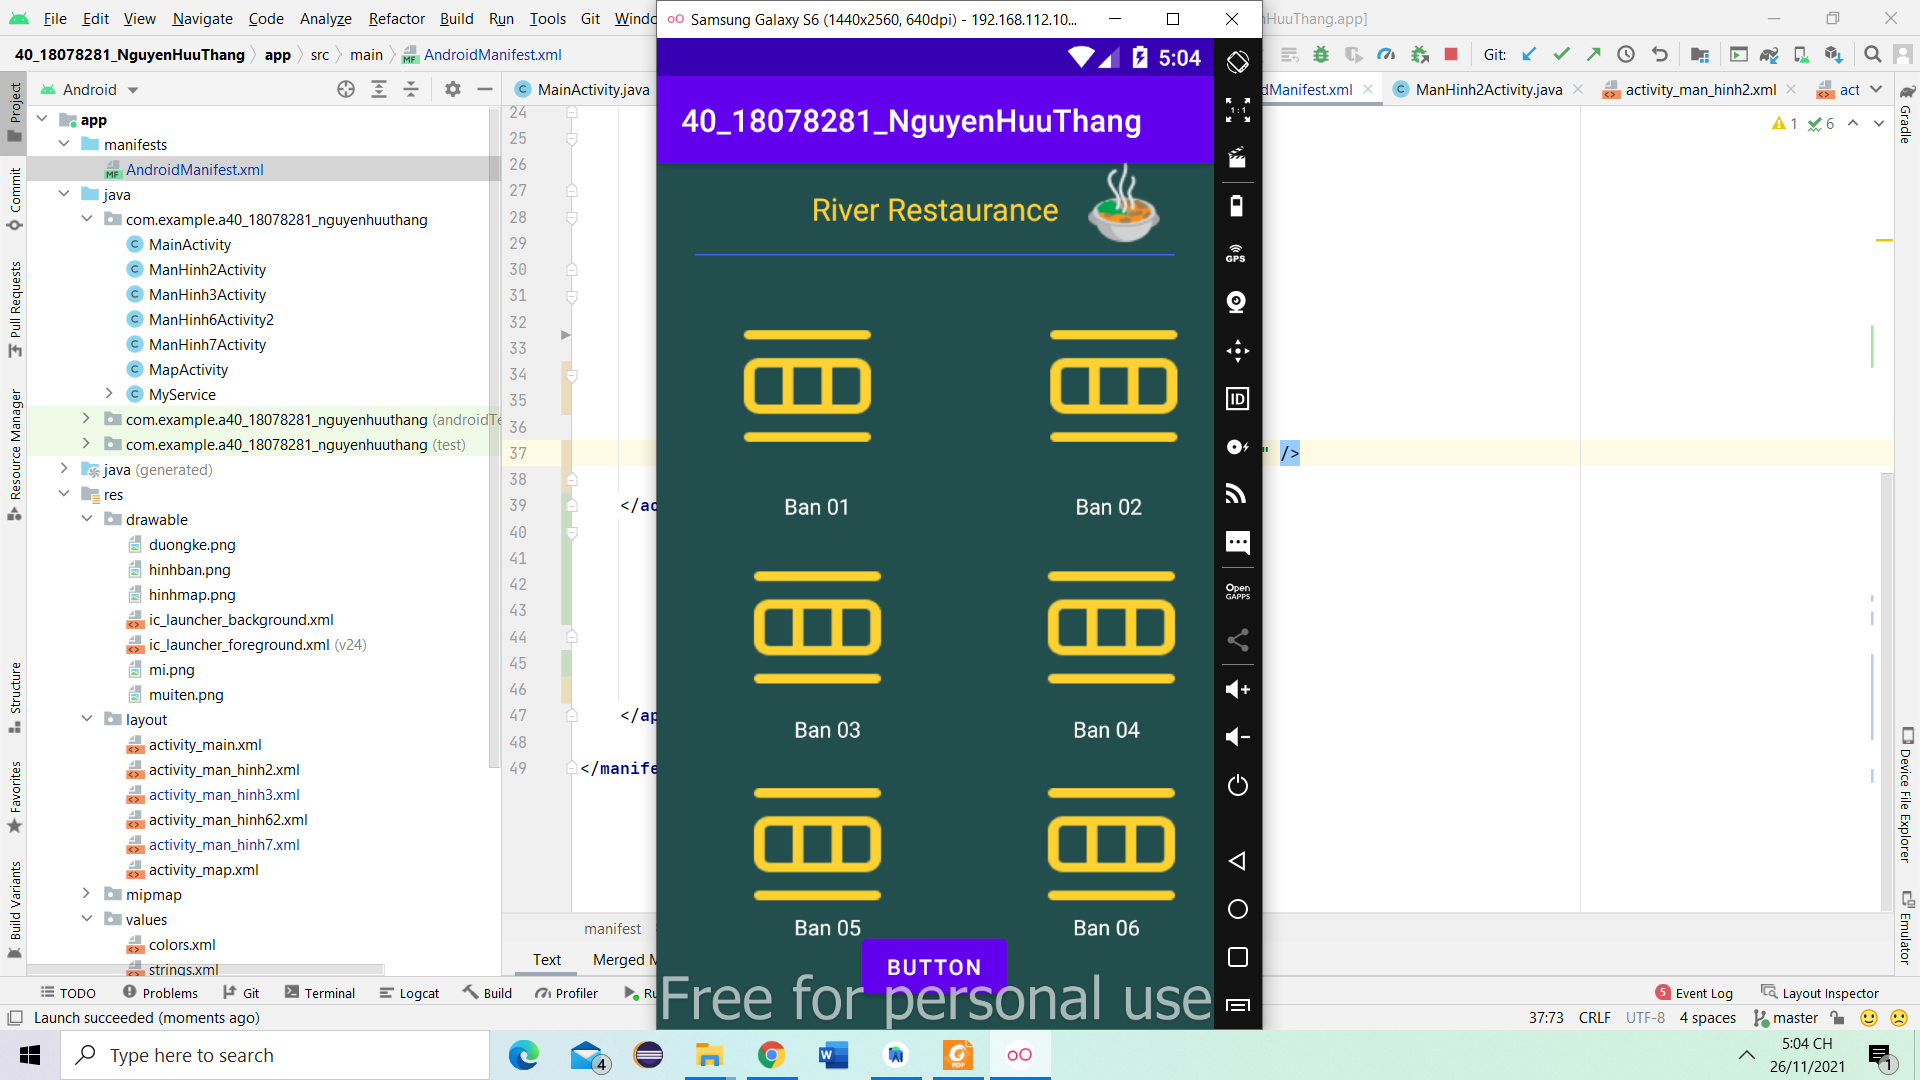 File Edit View Navigate Code Analyze Refactor Build Run Tools Git Windo
Samsung Galaxy S6 (1440x2560, 640dpi) - 192.168.112.10...
HuuThang.app]
40_18078281_NguyenHuuThang app src main AndroidManifest.xml
Git:
Android
MainActivity.java
dManifest.xml
ManHinh2Activity.java
activity_man_hinh2.xml
act
1 6
Project
Commit
Pull Requests
Resource Manager
Structure
Favorites
Build Variants
app
manifests
AndroidManifest.xml
java
com.example.a40_18078281_nguyenhuuthang
MainActivity
ManHinh2Activity
ManHinh3Activity
ManHinh6Activity2
ManHinh7Activity
MapActivity
MyService
com.example.a40_18078281_nguyenhuuthang (androidTe
com.example.a40_18078281_nguyenhuuthang (test)
java (generated)
res
drawable
duongke.png
hinhban.png
hinhmap.png
ic_launcher_background.xml
ic_launcher_foreground.xml (v24)
mi.png
muiten.png
layout
activity_main.xml
activity_man_hinh2.xml
activity_man_hinh3.xml
activity_man_hinh62.xml
activity_man_hinh7.xml
activity_map.xml
mipmap
values
colors.xml
strings.xml
24
25
26
27
28
29
30
31
32
33
34
35
36
37 " />
38
39 </ac
40
41
42
43
44
45
46
47 </ap
48
49 </manife
manifest
Text Merged M
5:04
40_18078281_NguyenHuuThang
River Restaurance
Ban 01
Ban 02
Ban 03
Ban 04
Ban 05
Ban 06
BUTTON
Free for personal use
1:1
GPS
ID
Open
GAPPS
Gradle
Device File Explorer
Emulator
TODO Problems Git Terminal Logcat Build Profiler Ru
5 Event Log Layout Inspector
Launch succeeded (moments ago)
37:73 CRLF UTF-8 4 spaces master
Type here to search
4
5:04 CH
26/11/2021
1